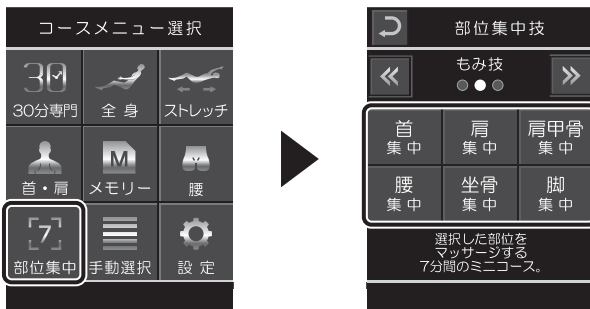 コースメニュー選択
30
30分専門
全 身
ストレッチ
首・肩
M
メモリー
腰
7
部位集中
手動選択
設 定
部位集中技
もみ技
首
集 中
肩
集 中
肩甲骨
集 中
腰
集 中
坐骨
集 中
脚
集 中
選択した部位を
マッサージする
7分間のミニコース。